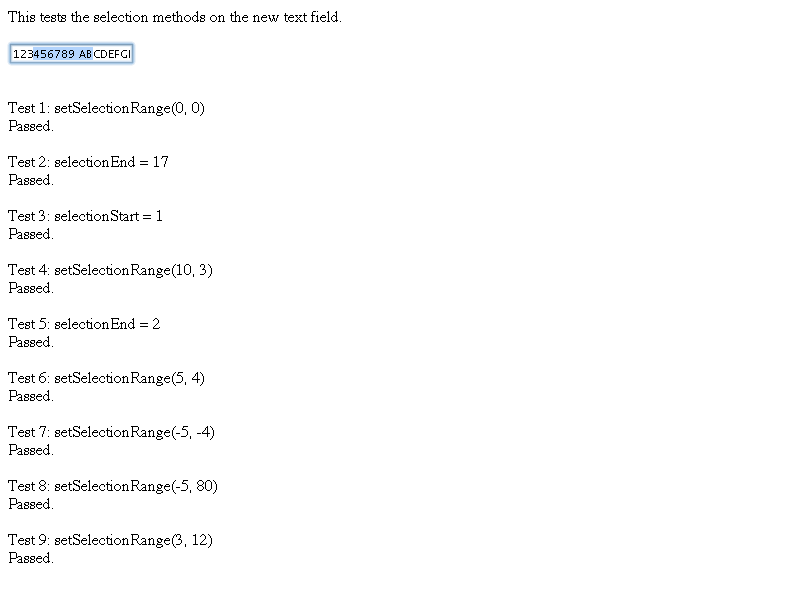 This tests the selection methods on the new text field.
123456789 ABCDEFG
Test 1: setSelectionRange(0, 0)
Passed.
Test 2: selectionEnd = 17
Passed.
Test 3: selectionStart = 1
Passed.
Test 4: setSelectionRange(10, 3)
Passed.
Test 5: selectionEnd = 2
Passed.
Test 6: setSelectionRange(5, 4)
Passed.
Test 7: setSelectionRange(-5, -4)
Passed.
Test 8: setSelectionRange(-5, 80)
Passed.
Test 9: setSelectionRange(3, 12)
Passed.